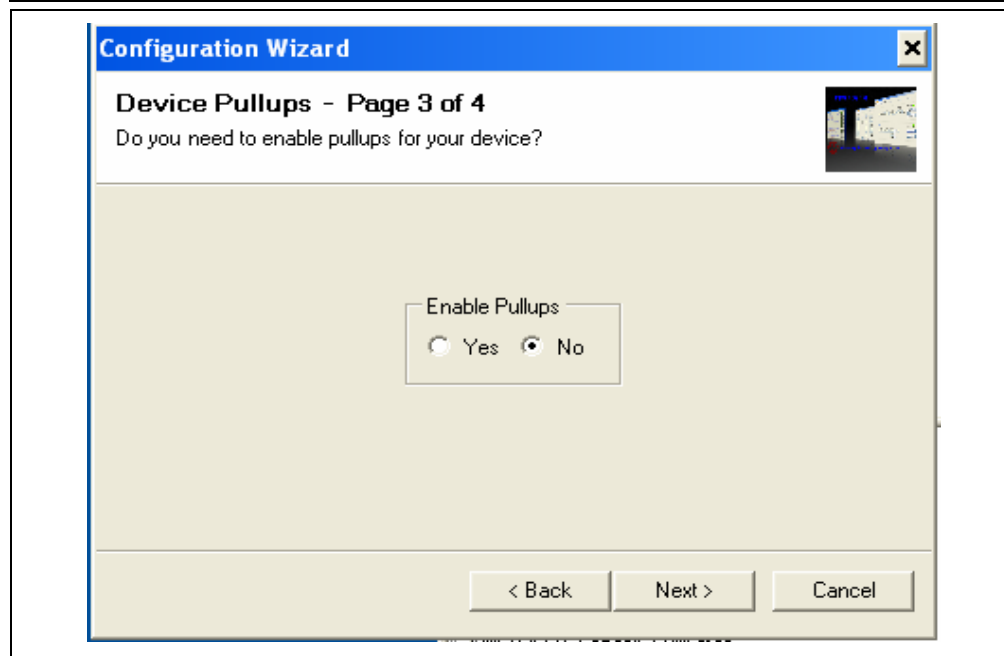 Configuration Wizard
Device Pullups - Page 3 of 4
Do you need to enable pullups for your device?
Enable Pullups
Yes No
< Back Next > Cancel